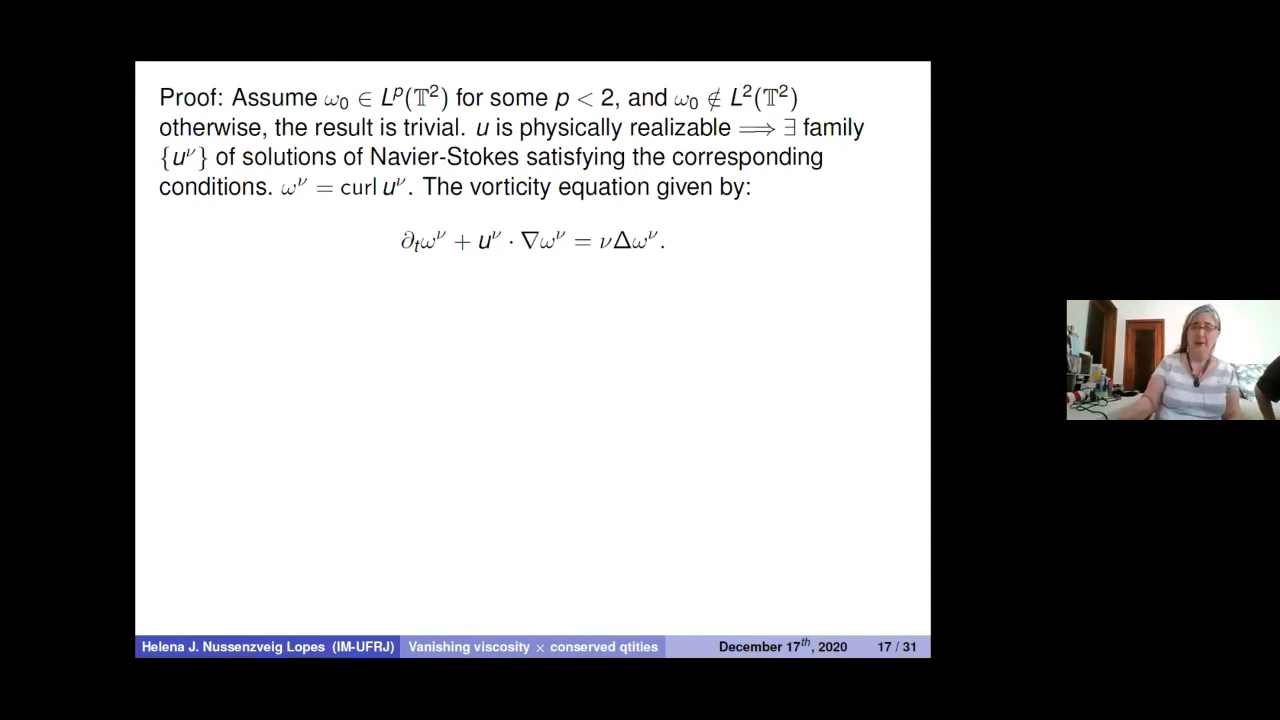 Proof: Assume ω₀ ∈ Lᵖ(𝕋²) for some p < 2, and ω₀ ∉ L²(𝕋²)
otherwise, the result is trivial. u is physically realizable ⟹ ∃ family
{u^ν} of solutions of Navier-Stokes satisfying the corresponding
conditions. ω^ν = curl u^ν. The vorticity equation given by:
∂ₜω^ν + u^ν · ∇ω^ν = νΔω^ν.
Helena J. Nussenzveig Lopes (IM-UFRJ) Vanishing viscosity × conserved qtities December 17th, 2020 17 / 31